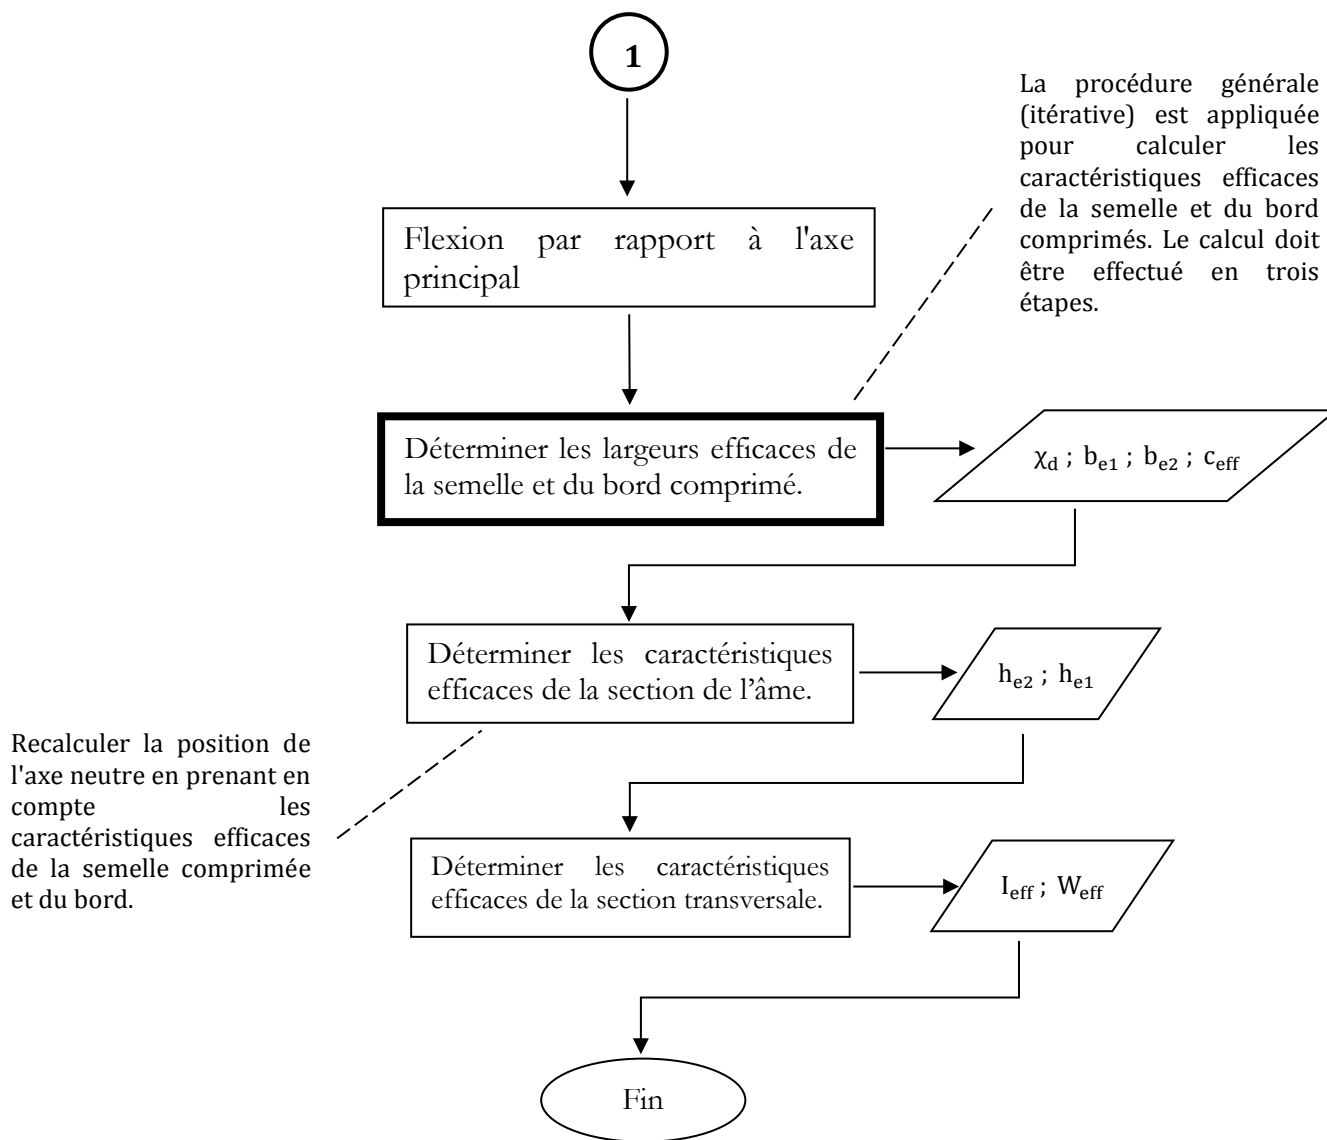 1
La procédure générale
(itérative) est appliquée
pour calculer les
caractéristiques efficaces
de la semelle et du bord
comprimés. Le calcul doit
être effectué en trois
étapes.
Flexion par rapport à l'axe
principal
Déterminer les largeurs efficaces de
la semelle et du bord comprimé.
χd ; be1 ; be2 ; ceff
Déterminer les caractéristiques
efficaces de la section de l’âme.
he2 ; he1
Recalculer la position de
l'axe neutre en prenant en
compte les
caractéristiques efficaces
de la semelle comprimée
et du bord.
Déterminer les caractéristiques
efficaces de la section transversale.
Ieff ; Weff
Fin